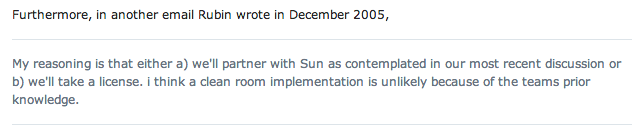 Furthermore, in another email Rubin wrote in December 2005,
My reasoning is that either a) we'll partner with Sun as contemplated in our most recent discussion or
b) we'll take a license. i think a clean room implementation is unlikely because of the teams prior
knowledge.